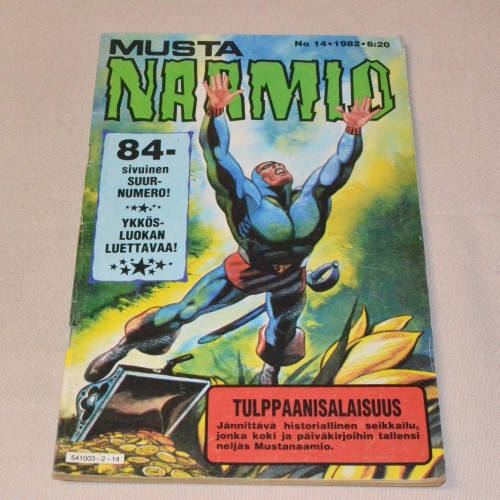 MUSTA
No 14•1982•6:20
NAAMIO
84-
sivuinen
SUUR-
NUMERO!
YKKÖS-
LUOKAN
LUETTAVAA!
TULPPAANISALAISUUS
Jännittävä historiallinen seikkailu,
jonka koki ja päiväkirjoihin tallensi
neljäs Mustanaamio.
541003-2-14